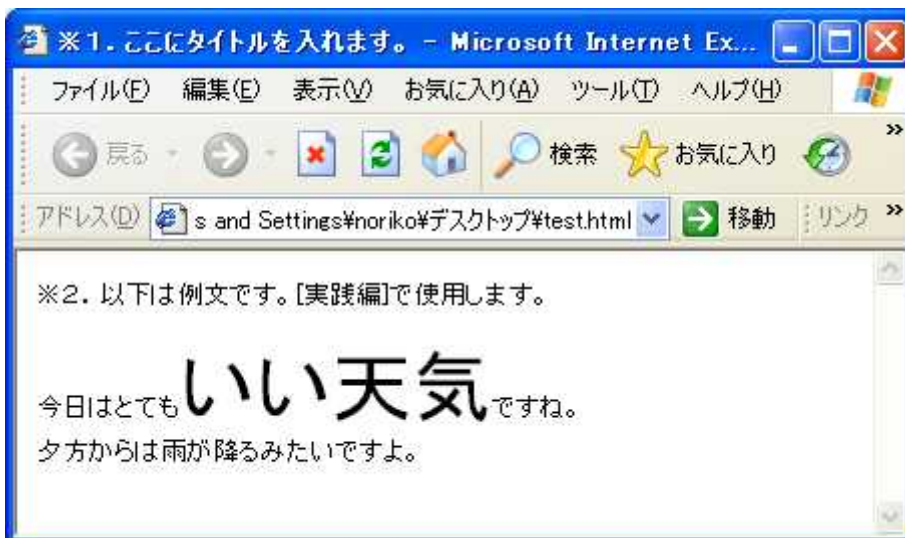 ※1. ここにタイトルを入れます。 - Microsoft Internet Ex...
ファイル(F) 編集(E) 表示(V) お気に入り(A) ツール(T) ヘルプ(H)
戻る 検索 お気に入り »
アドレス(D) s and Settings¥noriko¥デスクトップ¥test.html 移動 リンク »
※2. 以下は例文です。[実践編]で使用します。
今日はとてもいい天気ですね。
夕方からは雨が降るみたいですよ。